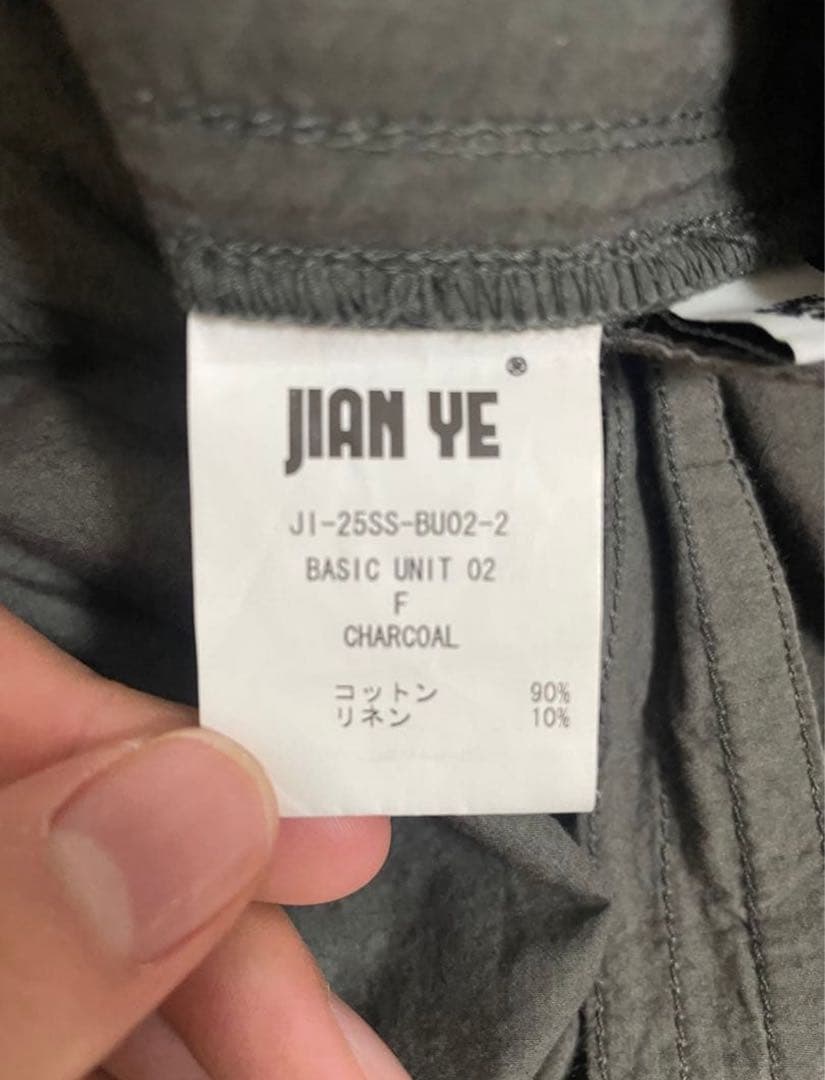 JIAN YE®
JI-25SS-BU02-2
BASIC UNIT 02
F
CHARCOAL
コットン 90%
リネン 10%